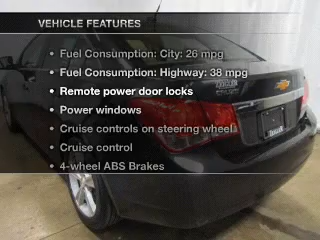 VEHICLE FEATURES
• Fuel Consumption: City: 26 mpg
• Fuel Consumption: Highway: 38 mpg
• Remote power door locks
• Power windows
• Cruise controls on steering wheel
• Cruise control
• 4-wheel ABS Brakes